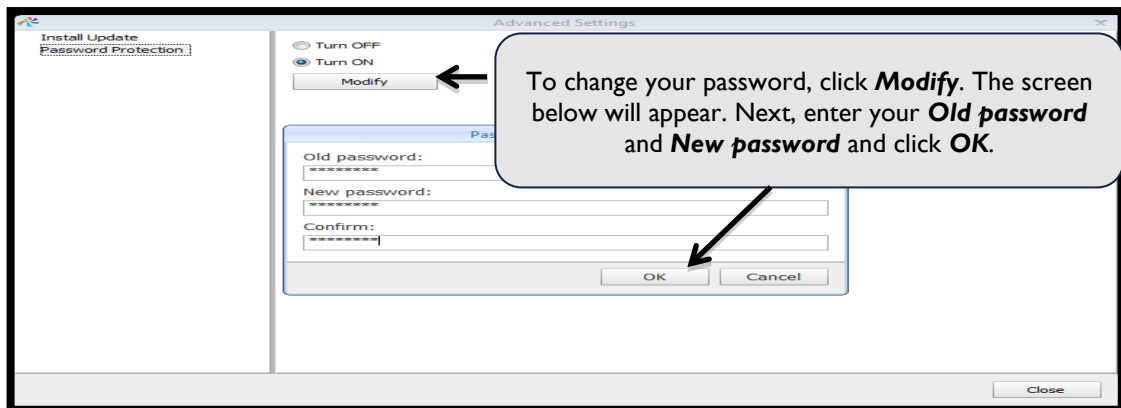 Advanced Settings
Install Update
Password Protection
Turn OFF
Turn ON
Modify
To change your password, click Modify. The screen
below will appear. Next, enter your Old password
and New password and click OK.
Old password:
********
New password:
********
Confirm:
********
OK
Cancel
Close